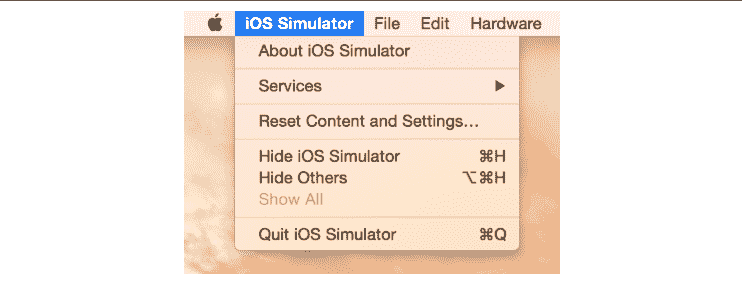 iOS Simulator File Edit Hardware
About iOS Simulator
Services
Reset Content and Settings...
Hide iOS Simulator ⌘H
Hide Others ⌥⌘H
Show All
Quit iOS Simulator ⌘Q